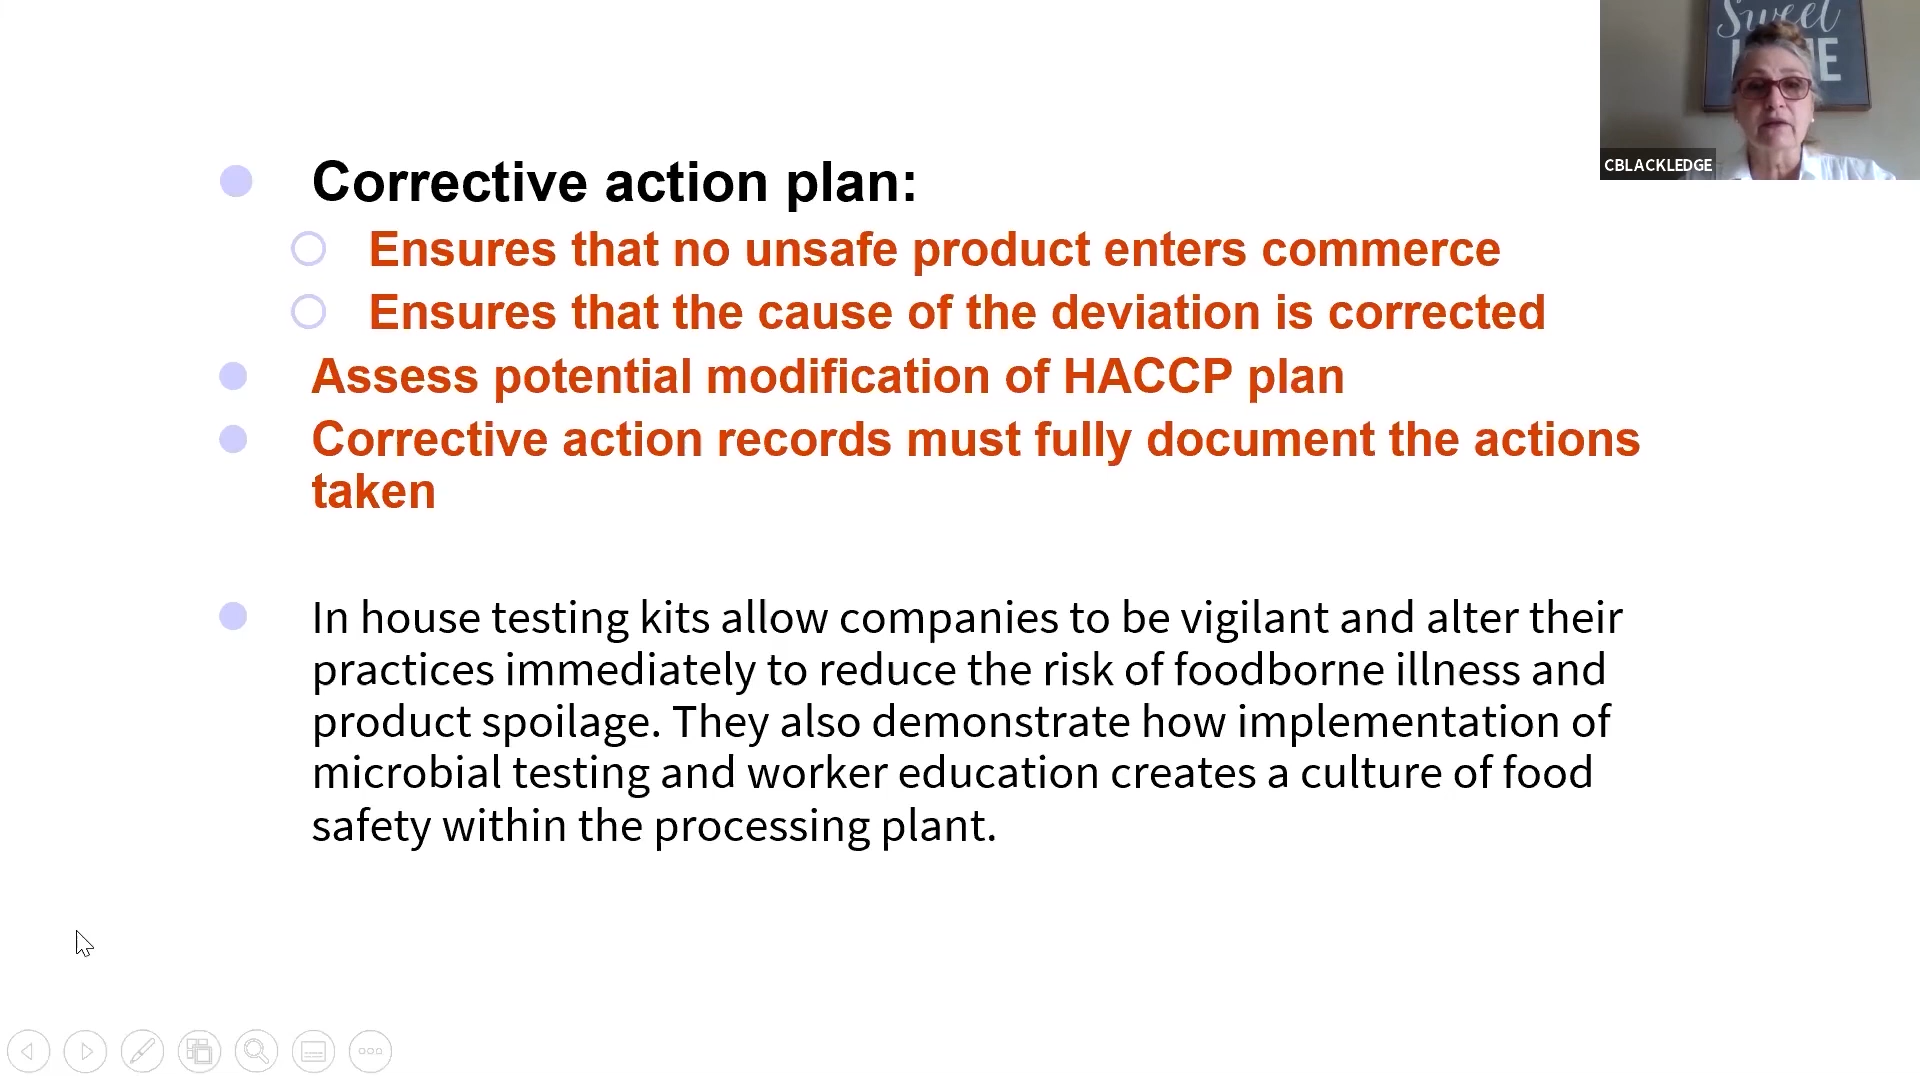 Sweet
CBLACKLEDGE
Corrective action plan:
Ensures that no unsafe product enters commerce
Ensures that the cause of the deviation is corrected
Assess potential modification of HACCP plan
Corrective action records must fully document the actions
taken
In house testing kits allow companies to be vigilant and alter their
practices immediately to reduce the risk of foodborne illness and
product spoilage. They also demonstrate how implementation of
microbial testing and worker education creates a culture of food
safety within the processing plant.